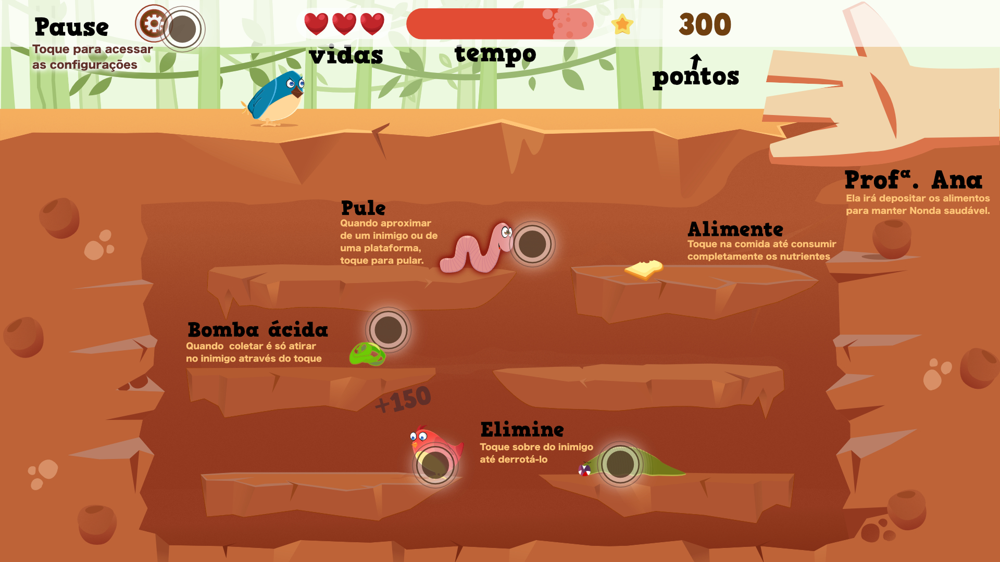 Pause
Toque para acessar
as configurações
vidas
tempo
300
pontos
Profª. Ana
Ela irá depositar os alimentos
para manter Nonda saudável.
Pule
Quando aproximar
de um inimigo ou de
uma plataforma,
toque para pular.
Alimente
Toque na comida até consumir
completamente os nutrientes
Bomba ácida
Quando coletar é só atirar
no inimigo através do toque
+150
Elimine
Toque sobre do inimigo
até derrotá-lo